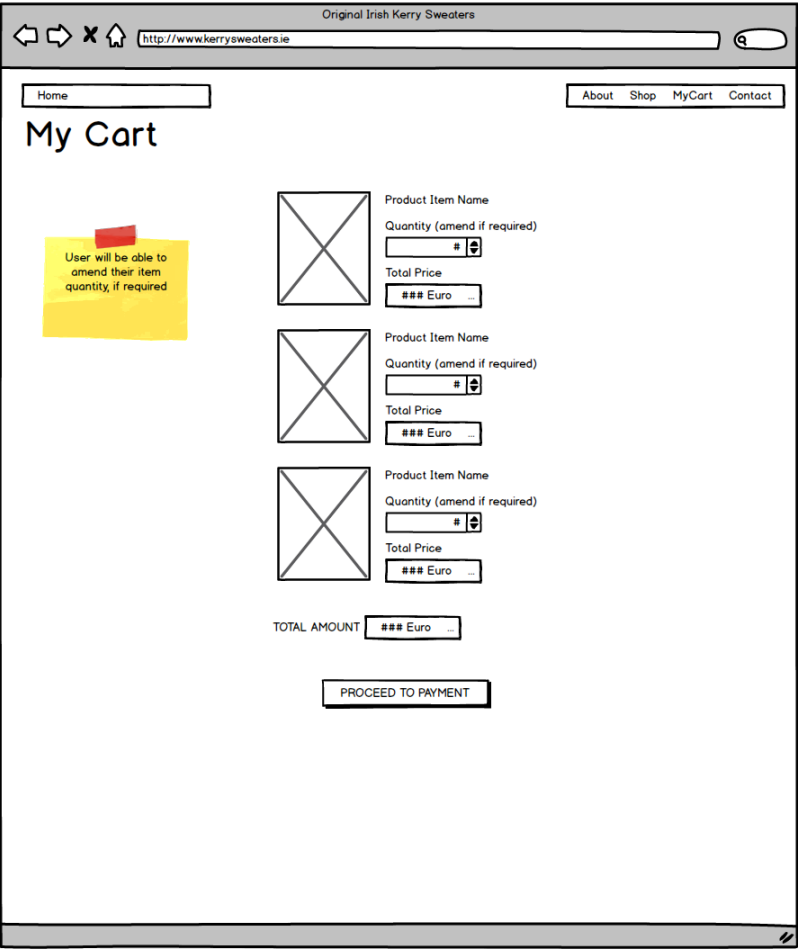 Original Irish Kerry Sweaters
http://www.kerrysweaters.ie
Home
About Shop MyCart Contact
My Cart
User will be able to
amend their item
quantity, if required
Product Item Name
Quantity (amend if required)
#
Total Price
### Euro ...
Product Item Name
Quantity (amend if required)
#
Total Price
### Euro ...
Product Item Name
Quantity (amend if required)
#
Total Price
### Euro ...
TOTAL AMOUNT ### Euro ...
PROCEED TO PAYMENT